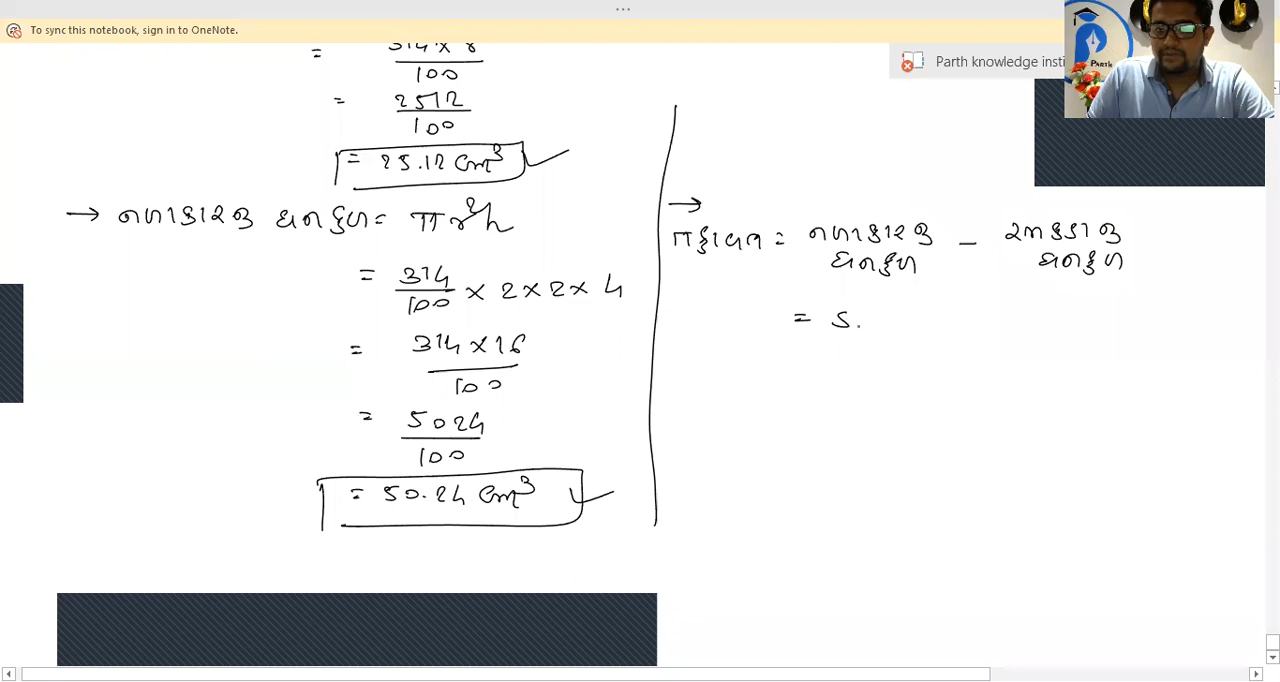 To sync this notebook, sign in to OneNote.
Parth knowledge insti
PARTH
= 314 × 8
100
= 2512
100
= 25.12 cm³ ✓
→ નળાકારનું ઘનફળ = πr²h
= 314/100 × 2 × 2 × 4
= 314 × 16
100
= 5024
100
= 50.24 cm³ ✓
→
તફાવત = નળાકારનું ઘનફળ – રમકડાનું ઘનફળ
= 5.